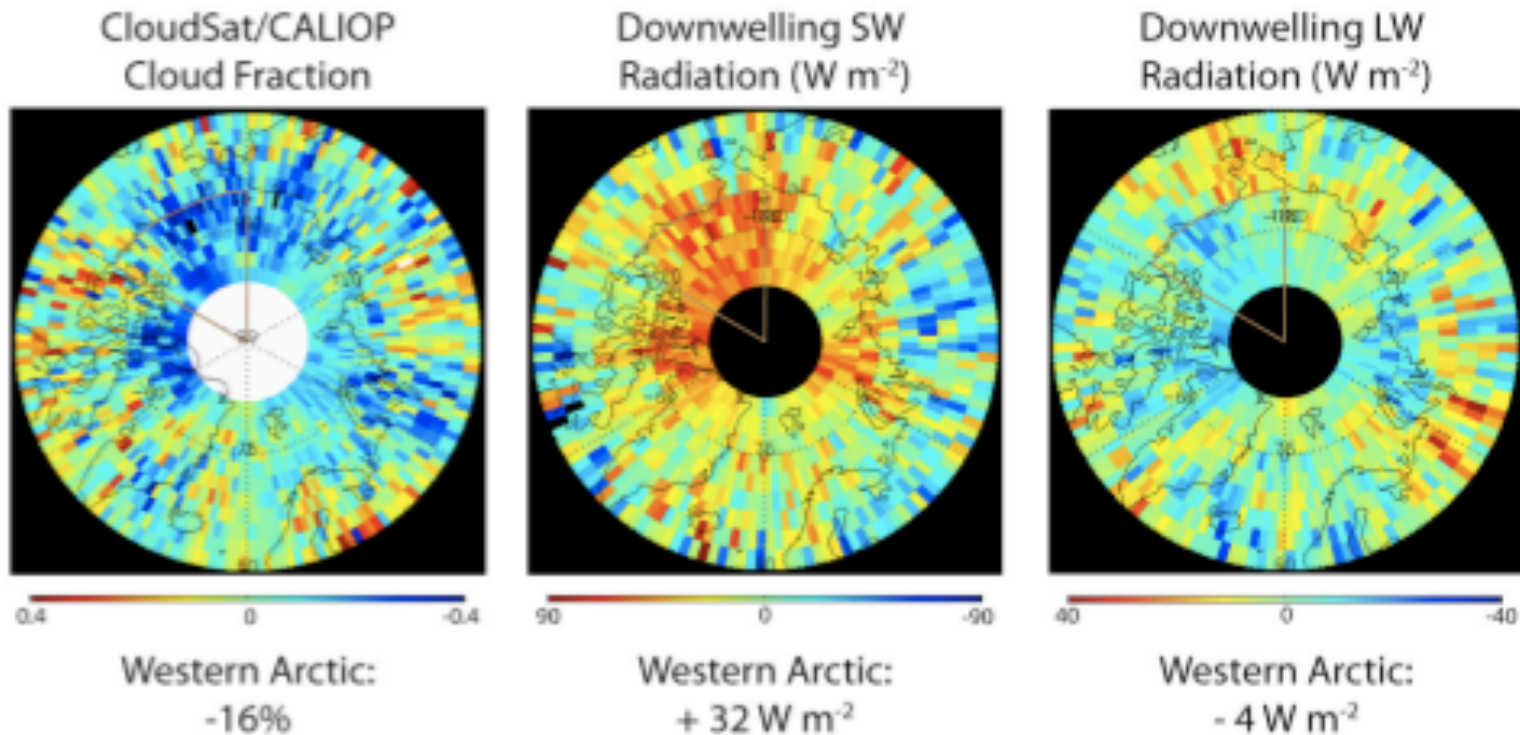 CloudSat/CALIOP
Cloud Fraction
Downwelling SW
Radiation (W m⁻²)
Downwelling LW
Radiation (W m⁻²)
0.4 0 -0.4
90 0 -90
40 0 -40
Western Arctic:
-16%
Western Arctic:
+ 32 W m⁻²
Western Arctic:
- 4 W m⁻²